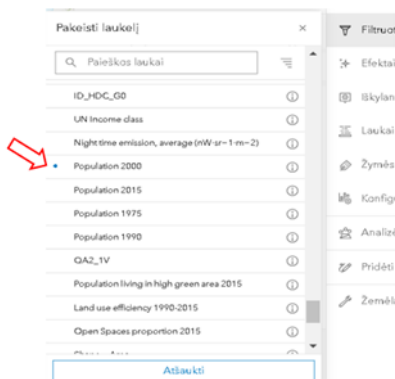 Pakeisti laukelį
Paieškos laukai
ID_HDC_G0
UN Income class
Night time emission, average (nW·sr−1·m−2)
Population 2000
Population 2015
Population 1975
Population 1990
QA2_1V
Population living in high green area 2015
Land use efficiency 1990-2015
Open Spaces proportion 2015
Atšaukti
Filtruot
Efektai
Iškylan
Laukai
Žymės
Konfig
Analizė
Pridėti
Žemėl